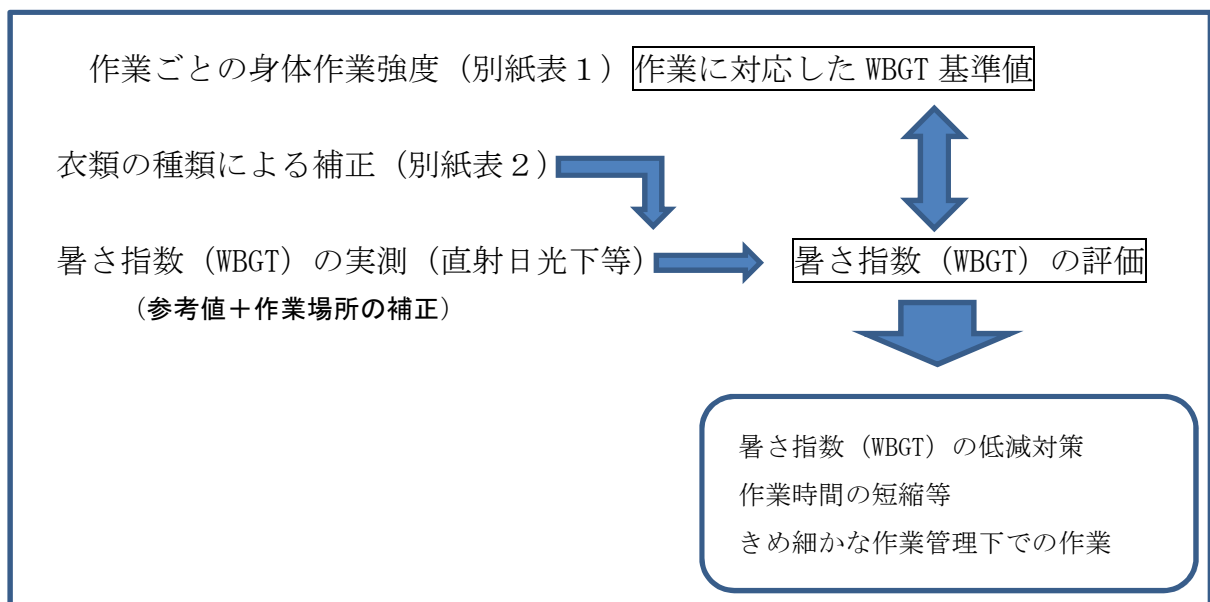 作業ごとの身体作業強度（別紙表１）作業に対応した WBGT 基準値
衣類の種類による補正（別紙表２）
暑さ指数（WBGT）の実測（直射日光下等）
（参考値＋作業場所の補正）
暑さ指数（WBGT）の評価
暑さ指数（WBGT）の低減対策
作業時間の短縮等
きめ細かな作業管理下での作業